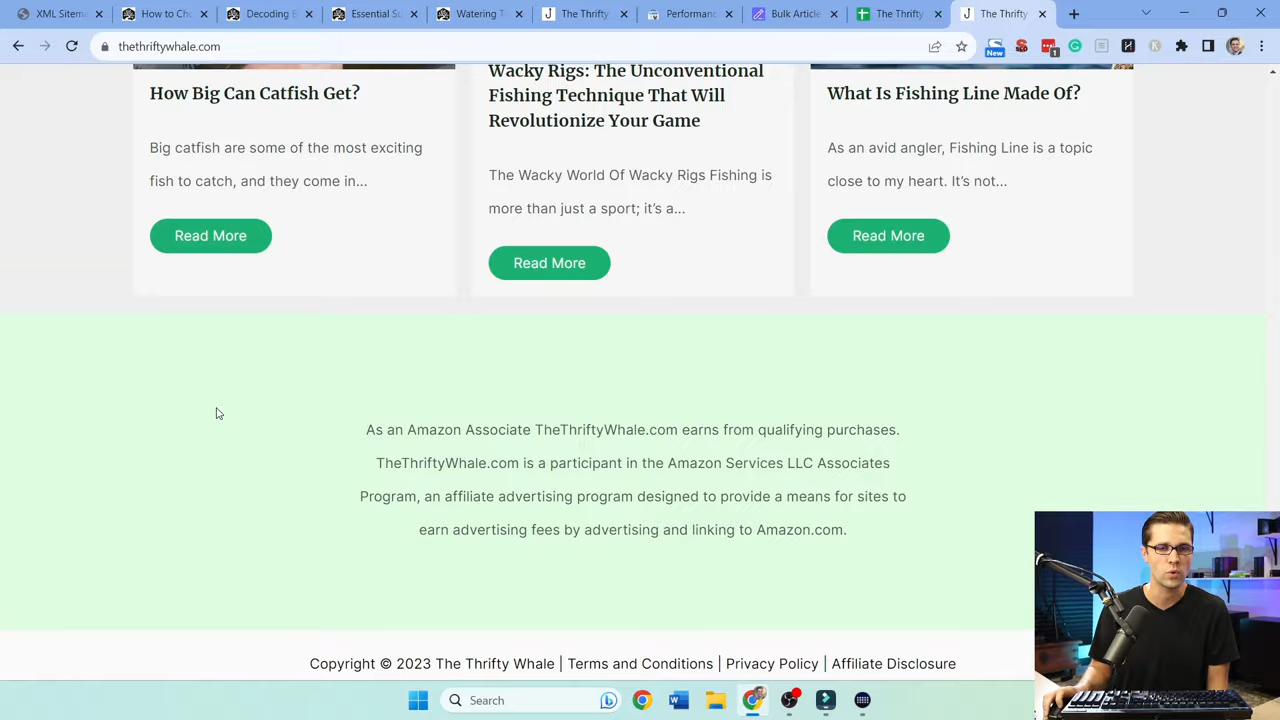 XML Sitem
How to Ch
Decoding B
Essential S
Watering T
The Thrifty
Performanc
Bulk Article
The Thrifty
Thrifty Line
thethriftywhale.com
New
1
How Big Can Catfish Get?
Big catfish are some of the most exciting
fish to catch, and they come in...
Read More
Wacky Rigs: The Unconventional
Fishing Technique That Will
Revolutionize Your Game
The Wacky World Of Wacky Rigs Fishing is
more than just a sport; it's a...
Read More
What Is Fishing Line Made Of?
As an avid angler, Fishing Line is a topic
close to my heart. It's not...
Read More
As an Amazon Associate TheThriftyWhale.com earns from qualifying purchases.
TheThriftyWhale.com is a participant in the Amazon Services LLC Associates
Program, an affiliate advertising program designed to provide a means for sites to
earn advertising fees by advertising and linking to Amazon.com.
Copyright © 2023 The Thrifty Whale | Terms and Conditions | Privacy Policy | Affiliate Disclosure
Search